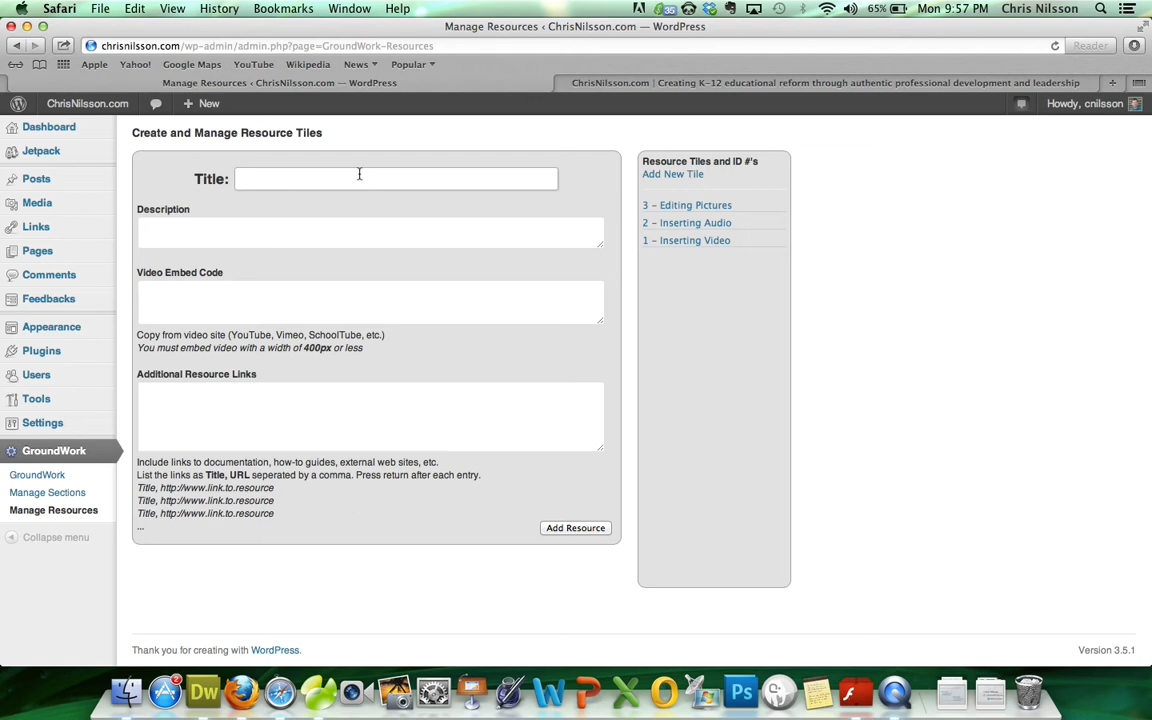 Safari File Edit View History Bookmarks Window Help 35 65% Mon 9:57 PM Chris Nilsson
Manage Resources ‹ ChrisNilsson.com — WordPress
chrisnilsson.com/wp-admin/admin.php?page=GroundWork-Resources Reader
Apple Yahoo! Google Maps YouTube Wikipedia News ▾ Popular ▾
Manage Resources ‹ ChrisNilsson.com — WordPress ChrisNilsson.com | Creating K-12 educational reform through authentic professional development and leadership +
ChrisNilsson.com + New Howdy, cnilsson
Dashboard
Jetpack
Posts
Media
Links
Pages
Comments
Feedbacks
Appearance
Plugins
Users
Tools
Settings
GroundWork
GroundWork
Manage Sections
Manage Resources
Collapse menu
Create and Manage Resource Tiles
Title:
Description
Video Embed Code
Copy from video site (YouTube, Vimeo, SchoolTube, etc.)
You must embed video with a width of 400px or less
Additional Resource Links
Include links to documentation, how-to guides, external web sites, etc.
List the links as Title, URL seperated by a comma. Press return after each entry.
Title, http://www.link.to.resource
Title, http://www.link.to.resource
Title, http://www.link.to.resource
...
Add Resource
Resource Tiles and ID #'s
Add New Tile
3 – Editing Pictures
2 – Inserting Audio
1 – Inserting Video
Thank you for creating with WordPress. Version 3.5.1
2 Dw W P X O Ps